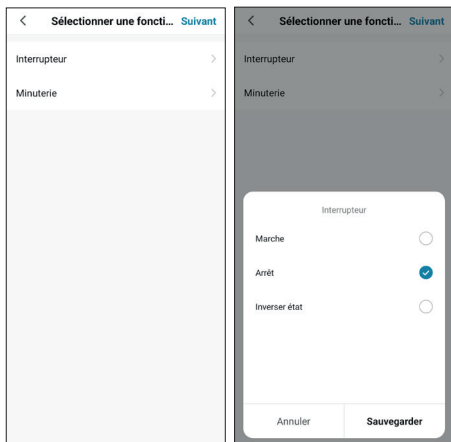 Sélectionner une foncti... Suivant
Interrupteur
Minuterie
Sélectionner une foncti... Suivant
Interrupteur
Minuterie
Interrupteur
Marche
Arrêt
Inverser état
Annuler Sauvegarder